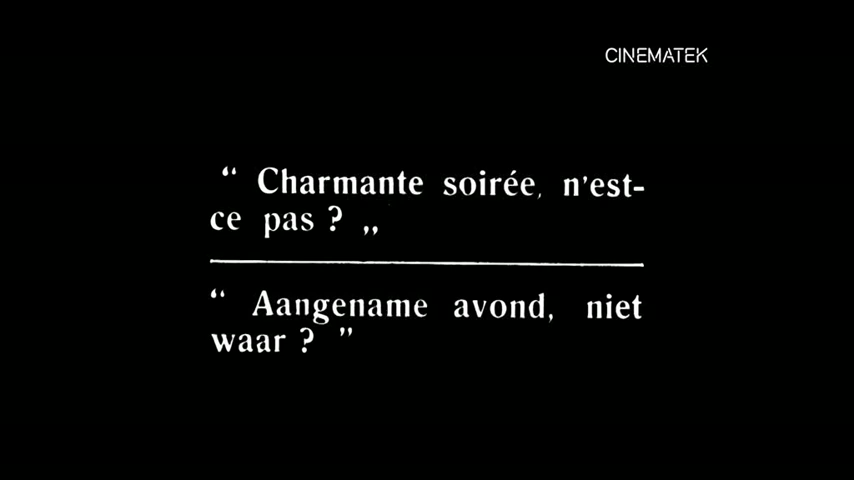 CINEMATEK
“ Charmante soirée, n'est-
ce pas ? „
“ Aangename avond, niet
waar ? ”